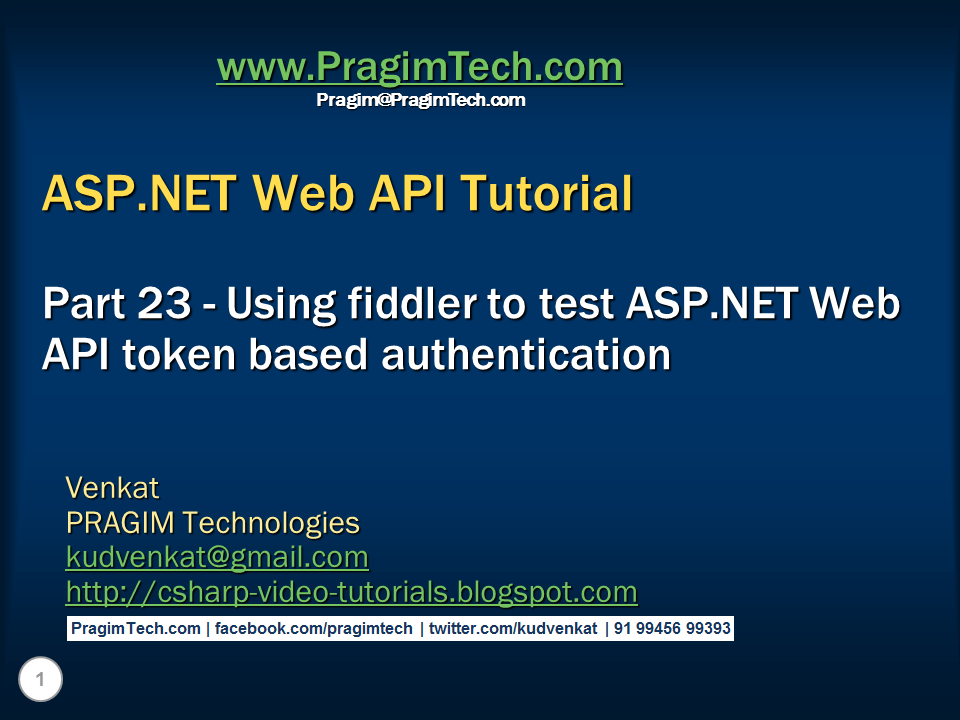 www.PragimTech.com
Pragim@PragimTech.com
ASP.NET Web API Tutorial
Part 23 - Using fiddler to test ASP.NET Web
API token based authentication
Venkat
PRAGIM Technologies
kudvenkat@gmail.com
http://csharp-video-tutorials.blogspot.com
PragimTech.com | facebook.com/pragimtech | twitter.com/kudvenkat | 91 99456 99393
1